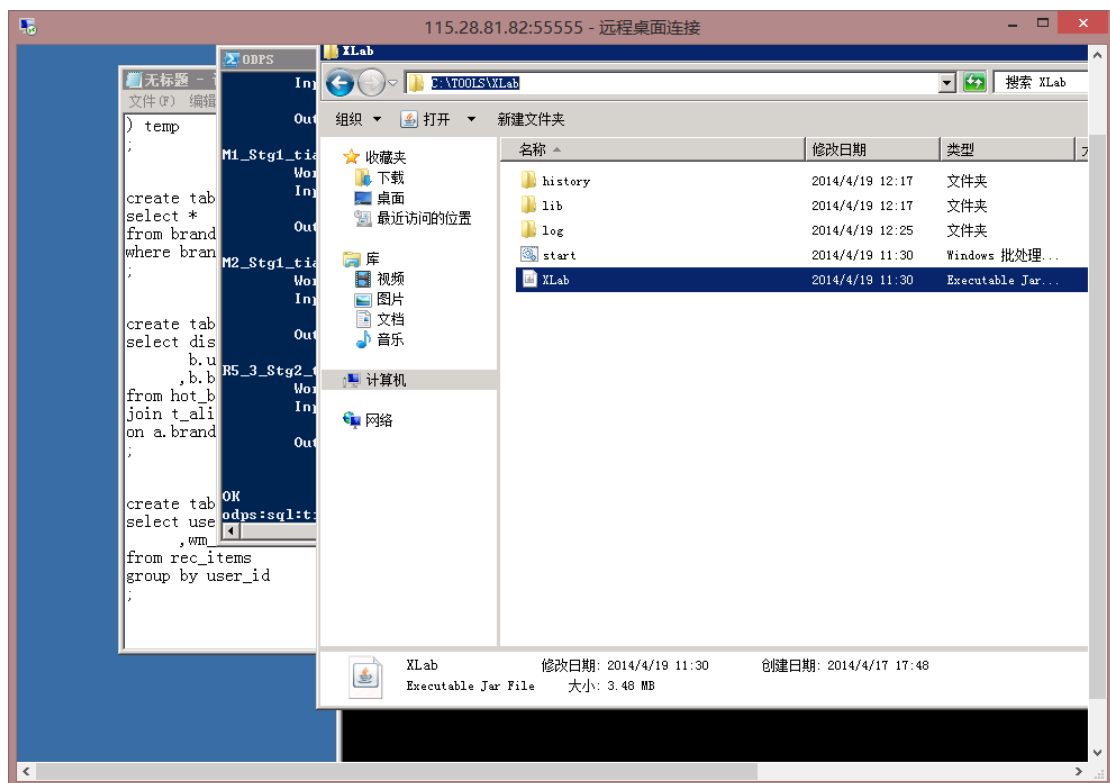 115.28.81.82:55555 - 远程桌面连接
无标题 -
文件(F) 编辑
) temp
;
create tab
select *
from brand
where bran
;
create tab
select dis
b.u
,b.b
from hot_b
join t_ali
on a.brand
;
create tab
select use
,wm_
from rec_items
group by user_id
;
ODPS
Inp
Out
M1_Stg1_tia
Wor
Inp
Out
M2_Stg1_tia
Wor
Inp
Out
R5_3_Stg2_t
Wor
Inp
Out
OK
odps:sql:t
XLab
E:\TOOLS\XLab
搜索 XLab
组织 打开 新建文件夹
收藏夹
下载
桌面
最近访问的位置
库
视频
图片
文档
音乐
计算机
网络
名称 修改日期 类型
history 2014/4/19 12:17 文件夹
lib 2014/4/19 12:17 文件夹
log 2014/4/19 12:25 文件夹
start 2014/4/19 11:30 Windows 批处理...
XLab 2014/4/19 11:30 Executable Jar...
XLab 修改日期: 2014/4/19 11:30 创建日期: 2014/4/17 17:48
Executable Jar File 大小: 3.48 MB